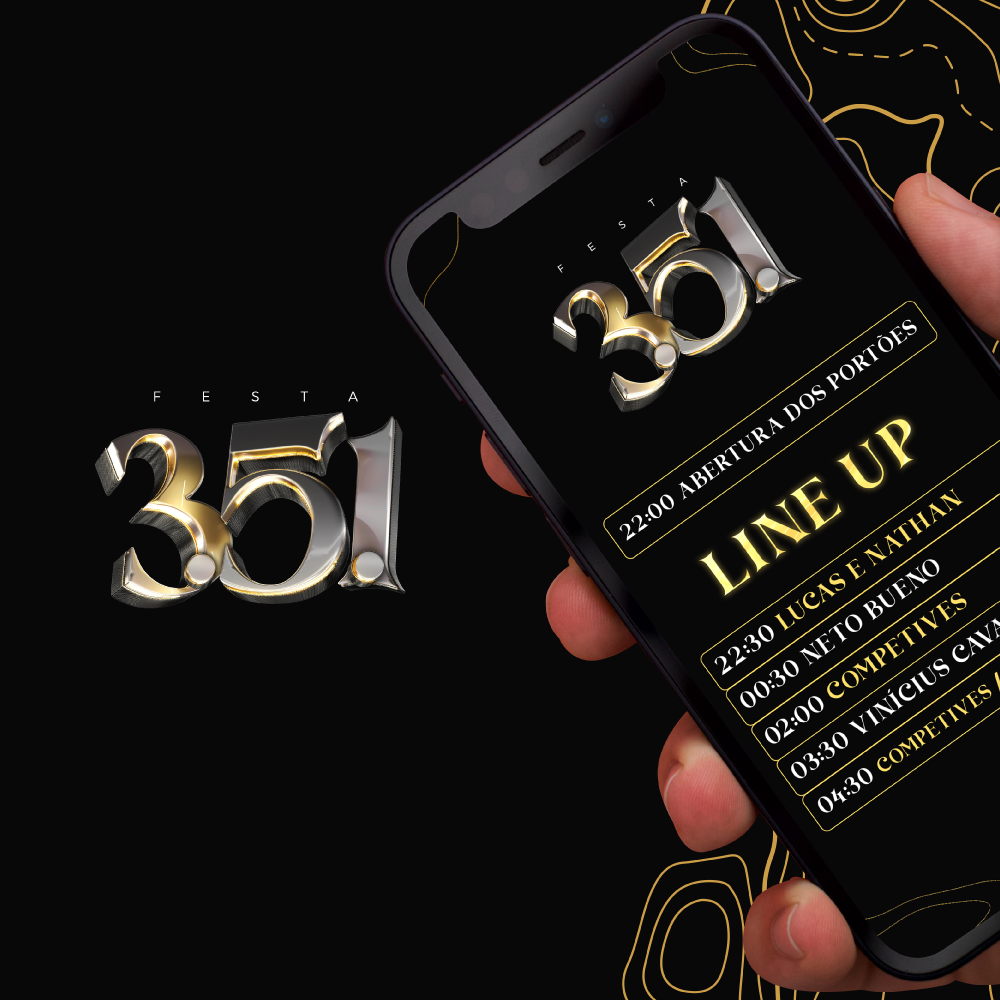 FESTA
351
FESTA
351
22:00 ABERTURA DOS PORTÕES
LINE UP
22:30 LUCAS E NATHAN
00:30 NETO BUENO
02:00 COMPETIVES
03:30 VINÍCIUS
04:30 COMPETIVES